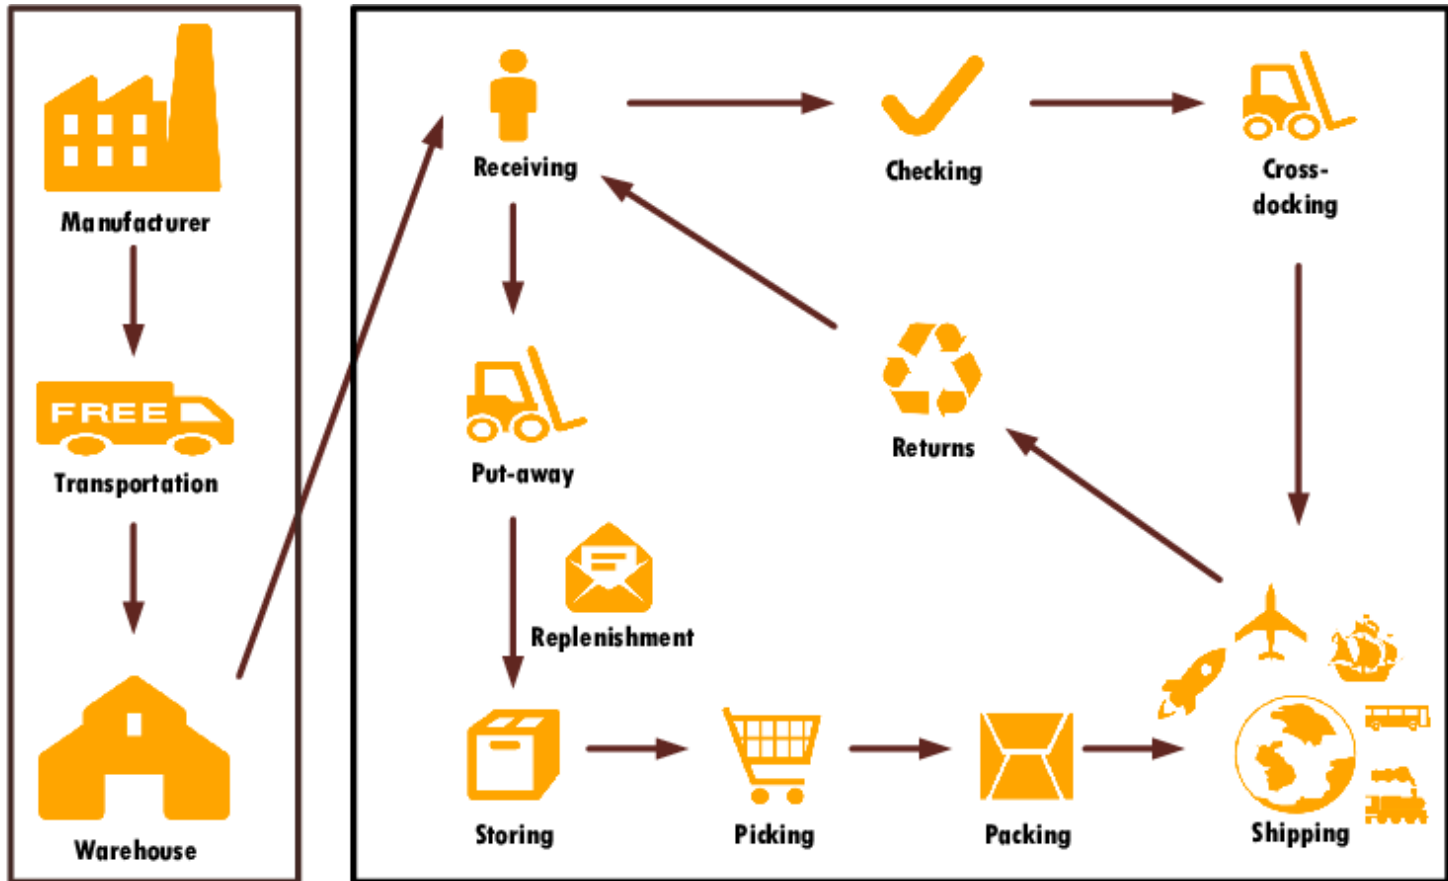 Manufacturer
FREE
Transportation
Warehouse
Receiving
Checking
Cross-
docking
Put-away
Returns
Replenishment
Storing
Picking
Packing
Shipping